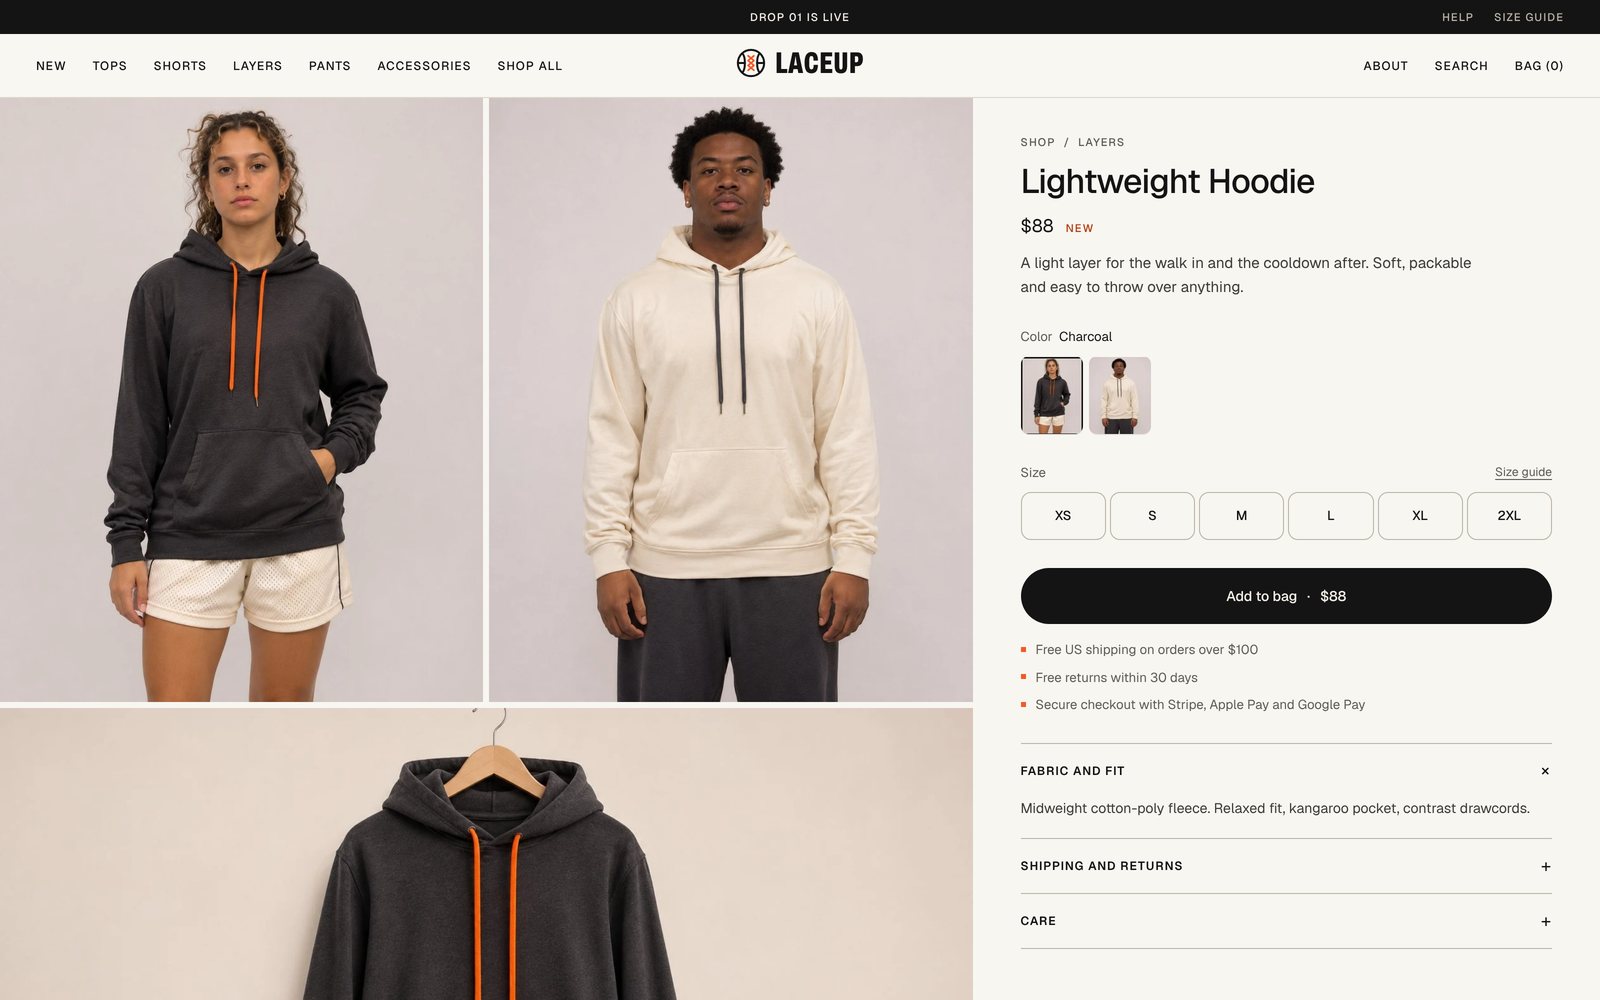 DROP 01 IS LIVE
HELP
SIZE GUIDE
NEW
TOPS
SHORTS
LAYERS
PANTS
ACCESSORIES
SHOP ALL
LACEUP
ABOUT
SEARCH
BAG (0)
SHOP / LAYERS
Lightweight Hoodie
$88 NEW
A light layer for the walk in and the cooldown after. Soft, packable
and easy to throw over anything.
Color Charcoal
Size
Size guide
XS
S
M
L
XL
2XL
Add to bag · $88
Free US shipping on orders over $100
Free returns within 30 days
Secure checkout with Stripe, Apple Pay and Google Pay
FABRIC AND FIT ×
Midweight cotton-poly fleece. Relaxed fit, kangaroo pocket, contrast drawcords.
SHIPPING AND RETURNS +
CARE +